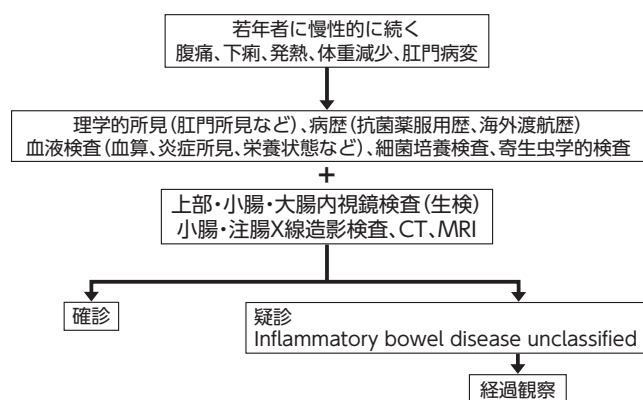 若年者に慢性的に続く
腹痛、下痢、発熱、体重減少、肛門病変
理学的所見(肛門所見など)、病歴(抗菌薬服用歴、海外渡航歴)
血液検査(血算、炎症所見、栄養状態など)、細菌培養検査、寄生虫学的検査
+
上部・小腸・大腸内視鏡検査(生検)
小腸・注腸X線造影検査、CT、MRI
確診
疑診
Inflammatory bowel disease unclassified
経過観察